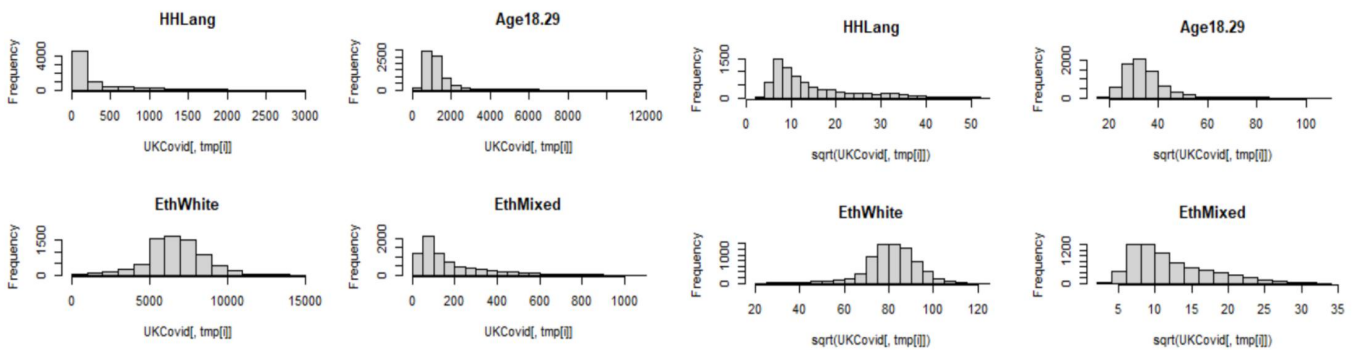 HHLang
Frequency
0 4000
0 500 1000 1500 2000 2500 3000
UKCovid[, tmp[i]]
Age18.29
Frequency
0 2500
0 2000 4000 6000 8000 12000
UKCovid[, tmp[i]]
EthWhite
Frequency
0 1500
0 5000 10000 15000
UKCovid[, tmp[i]]
EthMixed
Frequency
0 2000
0 200 400 600 800 1000
UKCovid[, tmp[i]]
HHLang
Frequency
0 1500
0 10 20 30 40 50
sqrt(UKCovid[, tmp[i]])
Age18.29
Frequency
0 2000
20 40 60 80 100
sqrt(UKCovid[, tmp[i]])
EthWhite
Frequency
0 1000
20 40 60 80 100 120
sqrt(UKCovid[, tmp[i]])
EthMixed
Frequency
0 1200
5 10 15 20 25 30 35
sqrt(UKCovid[, tmp[i]])